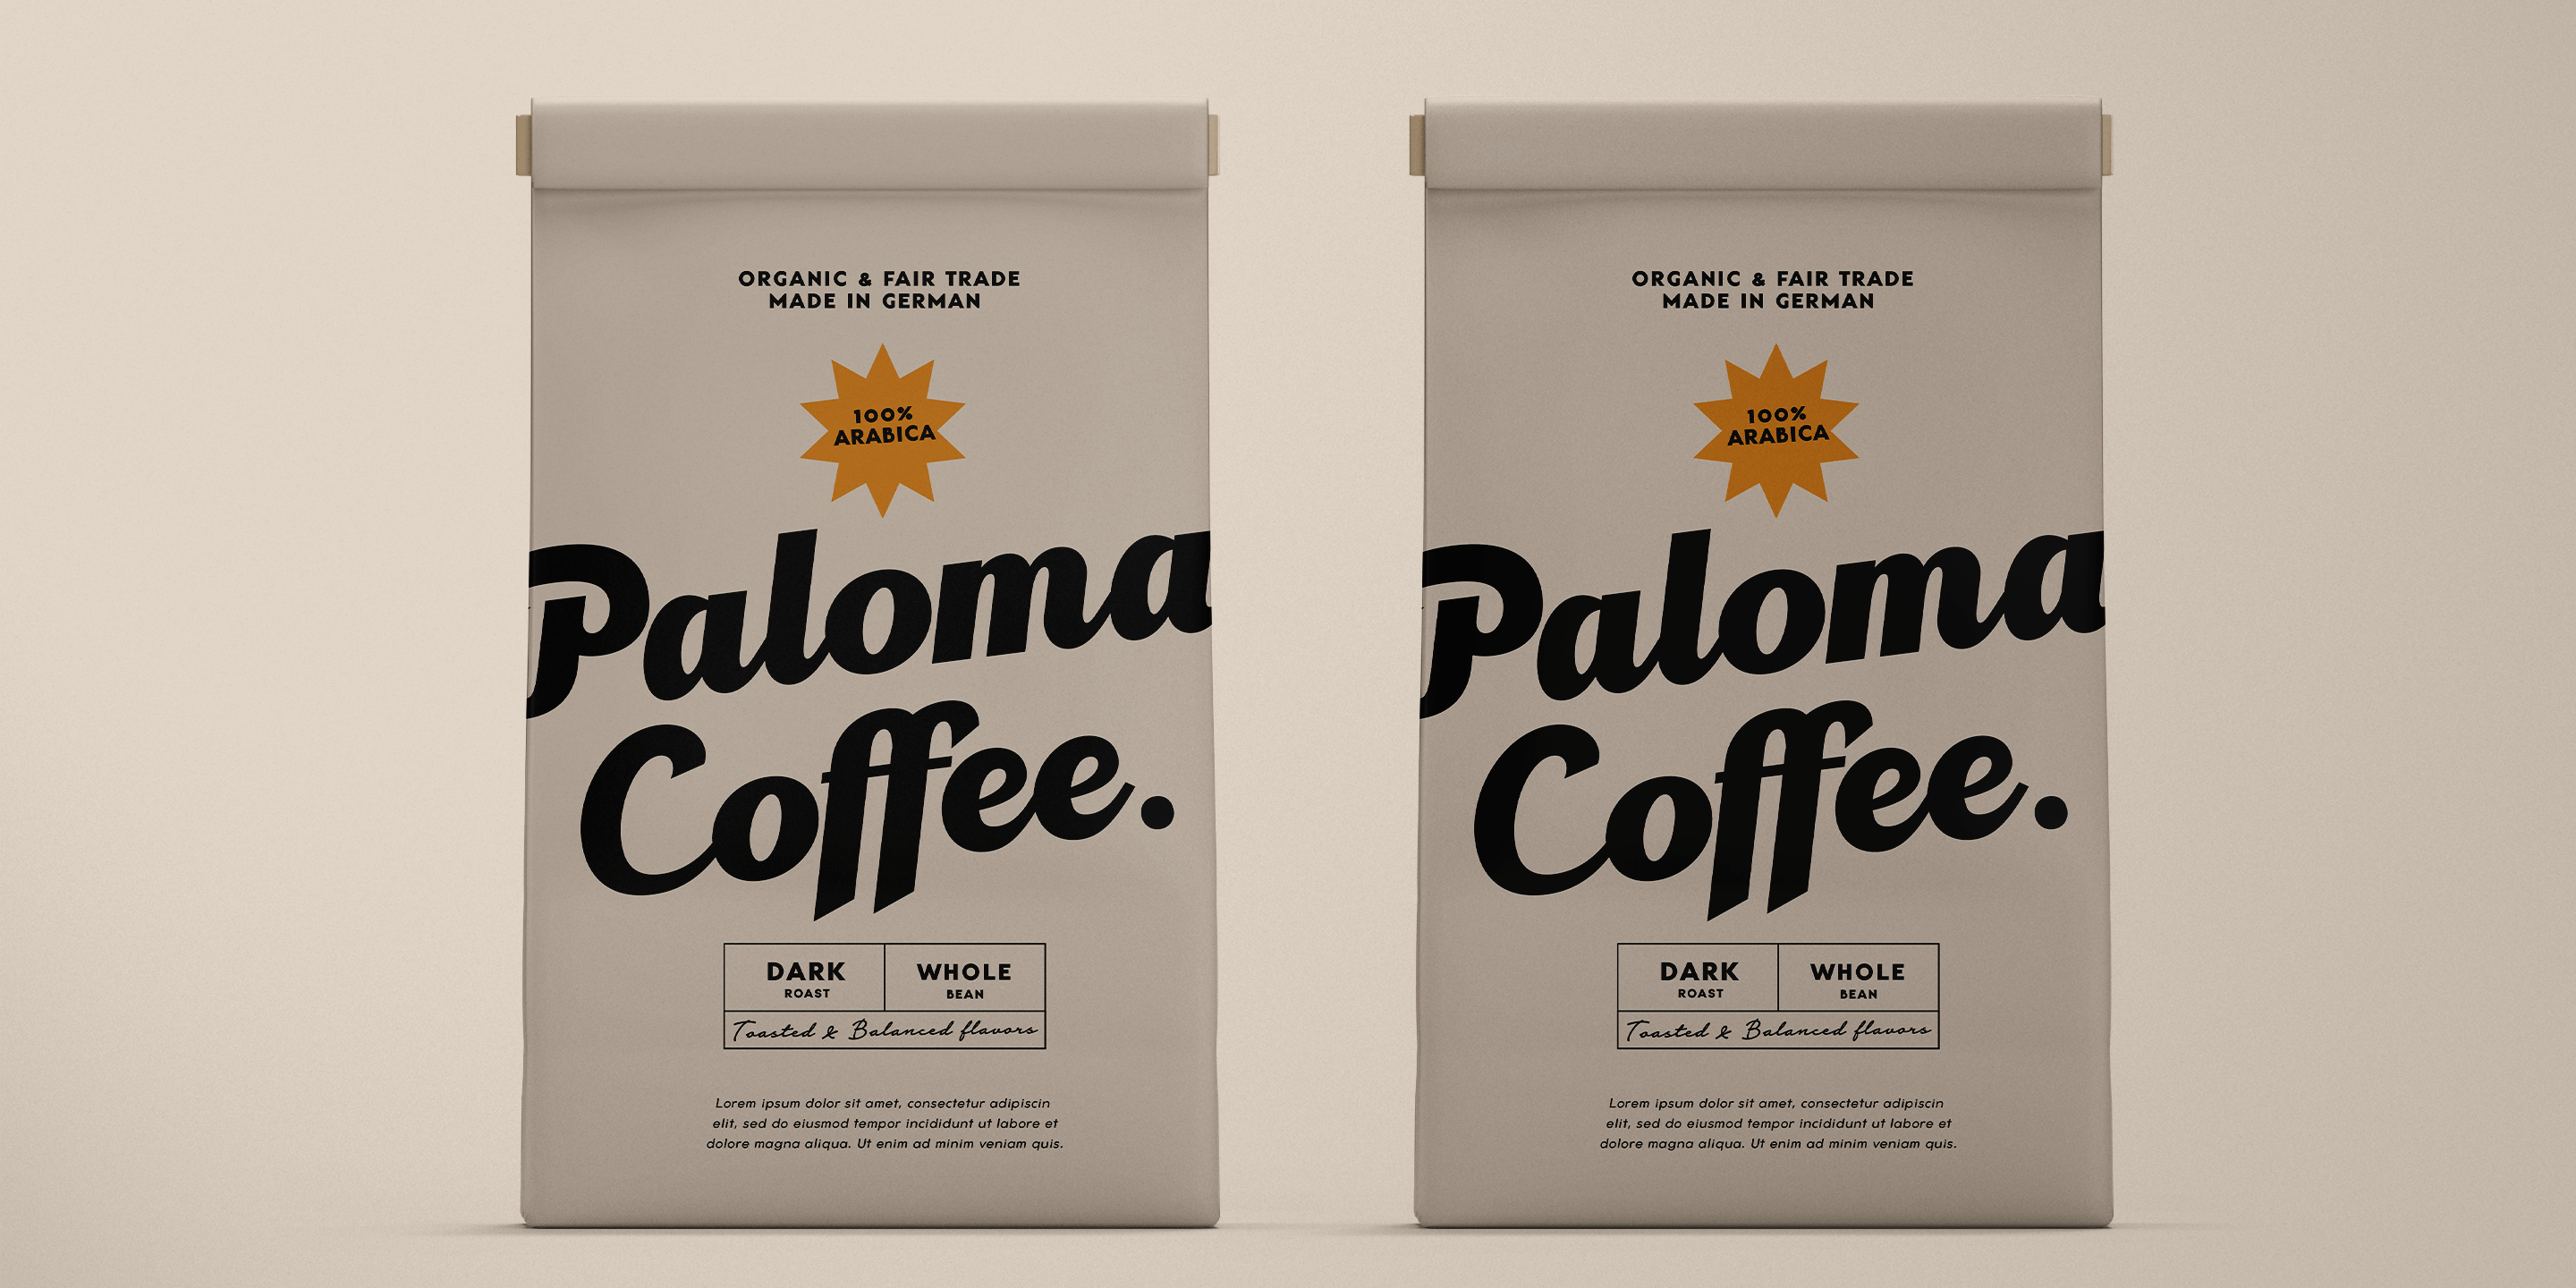 ORGANIC & FAIR TRADE
MADE IN GERMAN
100%
ARABICA
Paloma
Coffee.
DARK
ROAST
WHOLE
BEAN
Toasted & Balanced flavors
Lorem ipsum dolor sit amet, consectetur adipiscin
elit, sed do eiusmod tempor incididunt ut labore et
dolore magna aliqua. Ut enim ad minim veniam quis.
ORGANIC & FAIR TRADE
MADE IN GERMAN
100%
ARABICA
Paloma
Coffee.
DARK
ROAST
WHOLE
BEAN
Toasted & Balanced flavors
Lorem ipsum dolor sit amet, consectetur adipiscin
elit, sed do eiusmod tempor incididunt ut labore et
dolore magna aliqua. Ut enim ad minim veniam quis.